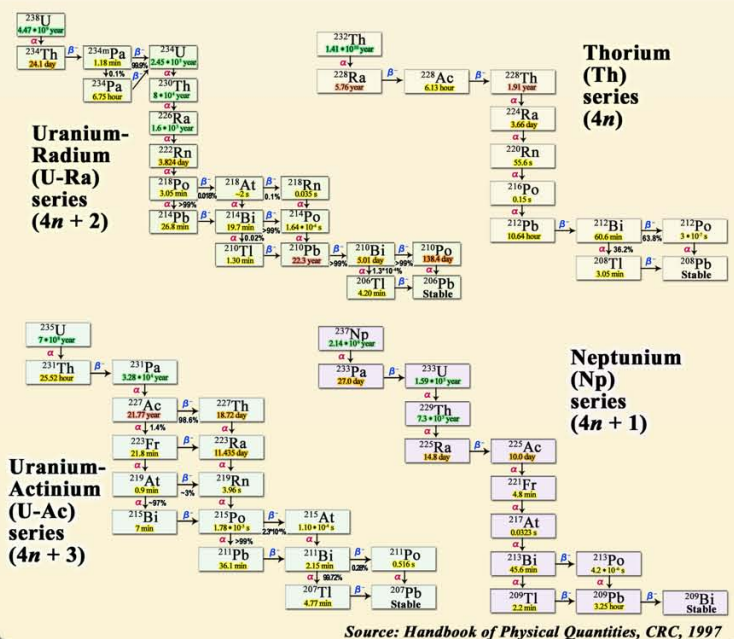 ²³⁸U
4.47•10⁹ year
α
²³⁴Th
24.1 day
β⁻
²³⁴ᵐPa
1.18 min
β⁻
99.9%
²³⁴U
2.45•10⁵ year
0.1%
²³⁴Pa
6.75 hour
β⁻
α
²³⁰Th
8•10⁴ year
α
²²⁶Ra
1.6•10³ year
α
²²²Rn
3.824 day
α
²¹⁸Po
3.05 min
β⁻
0.018%
²¹⁸At
~2 s
β⁻
0.1%
²¹⁸Rn
0.035 s
α
>99%
α
α
²¹⁴Pb
26.8 min
β⁻
²¹⁴Bi
19.7 min
β⁻
>99%
²¹⁴Po
1.64•10⁻⁴ s
α
0.02%
α
²¹⁰Tl
1.30 min
β⁻
²¹⁰Pb
22.3 year
β⁻
>99%
²¹⁰Bi
5.01 day
β⁻
>99%
²¹⁰Po
138.4 day
α
1.3*10⁻⁴%
α
²⁰⁶Tl
4.20 min
β⁻
²⁰⁶Pb
Stable
Uranium-
Radium
(U-Ra)
series
(4n + 2)
²³²Th
1.41•10¹⁰ year
α
²²⁸Ra
5.76 year
β⁻
²²⁸Ac
6.13 hour
β⁻
²²⁸Th
1.91 year
α
²²⁴Ra
3.66 day
α
²²⁰Rn
55.6 s
α
²¹⁶Po
0.15 s
α
²¹²Pb
10.64 hour
β⁻
²¹²Bi
60.6 min
β⁻
63.8%
²¹²Po
3•10⁻⁷ s
α
36.2%
α
²⁰⁸Tl
3.05 min
β⁻
²⁰⁸Pb
Stable
Thorium
(Th)
series
(4n)
²³⁵U
7•10⁸ year
α
²³¹Th
25.52 hour
β⁻
²³¹Pa
3.28•10⁴ year
α
²²⁷Ac
21.77 year
β⁻
98.6%
²²⁷Th
18.72 day
α
1.4%
α
²²³Fr
21.8 min
β⁻
²²³Ra
11.435 day
α
α
²¹⁹At
0.9 min
β⁻
~3%
²¹⁹Rn
3.96 s
α
~97%
α
²¹⁵Bi
7 min
β⁻
²¹⁵Po
1.78•10⁻³ s
β⁻
²¹⁵At
1.10•10⁻⁴ s
α
>99%
α
²¹¹Pb
36.1 min
β⁻
²¹¹Bi
2.15 min
β⁻
0.28%
²¹¹Po
0.516 s
α
99.72%
α
²⁰⁷Tl
4.77 min
β⁻
²⁰⁷Pb
Stable
Uranium-
Actinium
(U-Ac)
series
(4n + 3)
²³⁷Np
2.14•10⁶ year
α
²³³Pa
27.0 day
β⁻
²³³U
1.59•10⁵ year
α
²²⁹Th
7.3•10³ year
α
²²⁵Ra
14.8 day
β⁻
²²⁵Ac
10.0 day
α
²²¹Fr
4.8 min
α
²¹⁷At
0.0323 s
α
²¹³Bi
45.6 min
β⁻
²¹³Po
4.2•10⁻⁶ s
α
α
²⁰⁹Tl
2.2 min
β⁻
²⁰⁹Pb
3.25 hour
β⁻
²⁰⁹Bi
Stable
Neptunium
(Np)
series
(4n + 1)
Source: Handbook of Physical Quantities, CRC, 1997